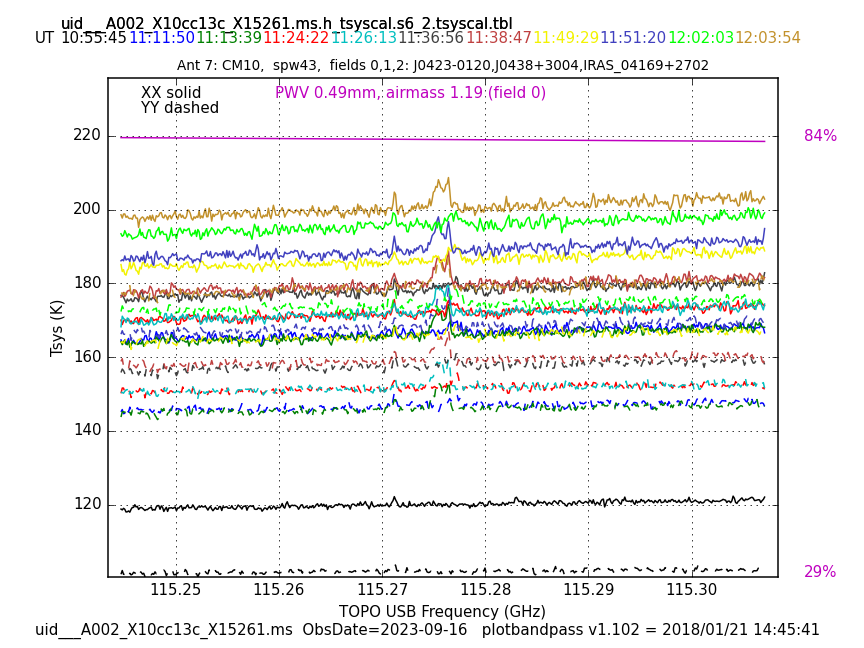 uid___A002_X10cc13c_X15261.ms.h_tsyscal.s6_2.tsyscal.tbl
UT 10:55:45 11:11:50 11:13:39 11:24:22 11:26:13 11:36:56 11:38:47 11:49:29 11:51:20 12:02:03 12:03:54
Ant 7: CM10, spw43, fields 0,1,2: J0423-0120,J0438+3004,IRAS_04169+2702
XX solid PWV 0.49mm, airmass 1.19 (field 0)
YY dashed
220 84%
200
180
160
140
120
29%
Tsys (K)
115.25 115.26 115.27 115.28 115.29 115.30
TOPO USB Frequency (GHz)
uid___A002_X10cc13c_X15261.ms ObsDate=2023-09-16 plotbandpass v1.102 = 2018/01/21 14:45:41